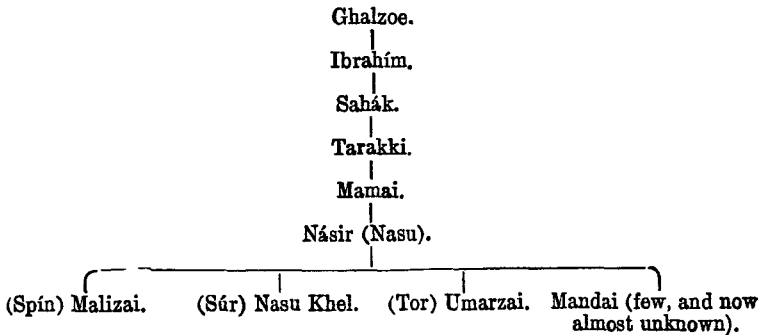 Ghalzoe.
Ibrahím.
Sahák.
Tarakki.
Mamai.
Násir (Nasu).
(Spín) Malizai. (Súr) Nasu Khel. (Tor) Umarzai. Mandai (few, and now
almost unknown).